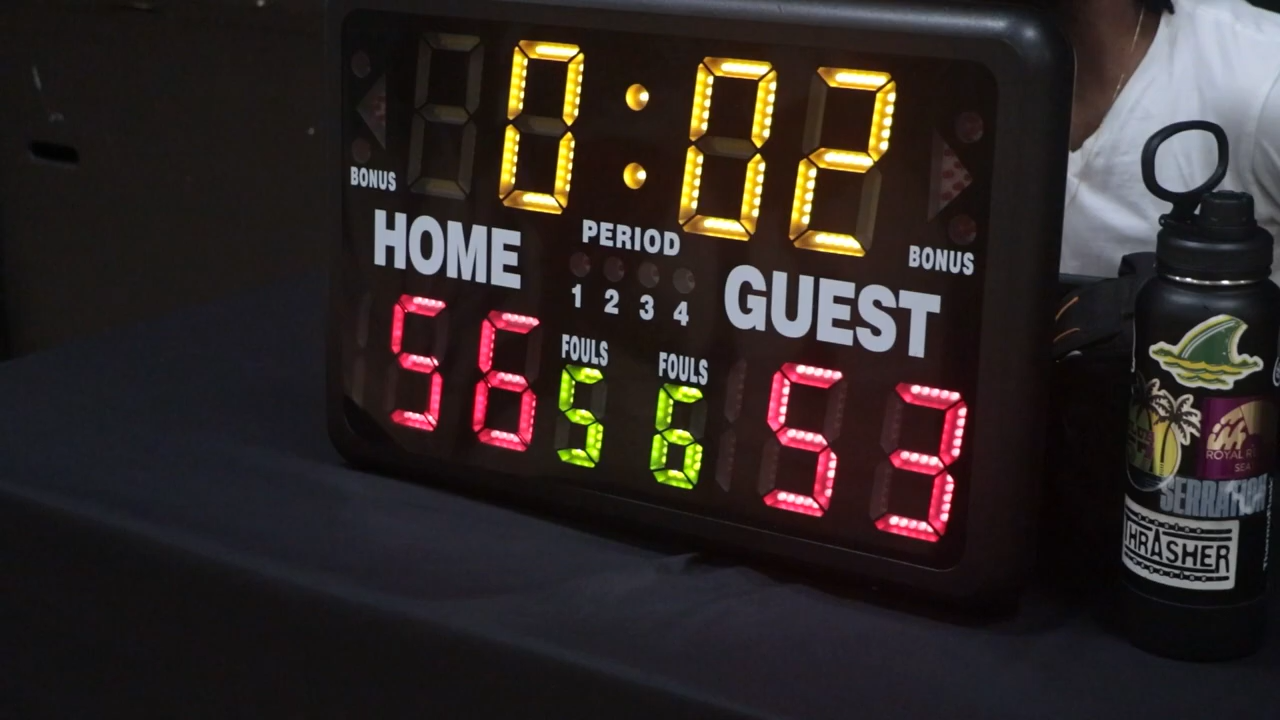 0:02
BONUS
BONUS
HOME
PERIOD
GUEST
1 2 3 4
56
FOULS
FOULS
5
6
53
ROYAL
SEA
THRASHER